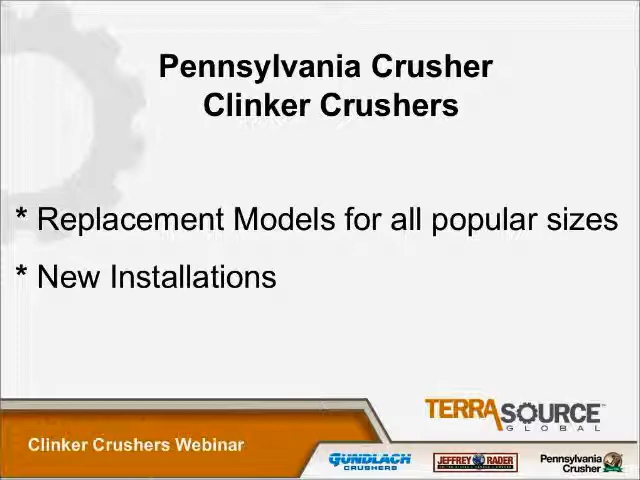 Pennsylvania Crusher
Clinker Crushers
* Replacement Models for all popular sizes
* New Installations
TERRASOURCE™
GLOBAL
Clinker Crushers Webinar
GUNDLACH
CRUSHERS
JEFFREY RADER
Pennsylvania
Crusher